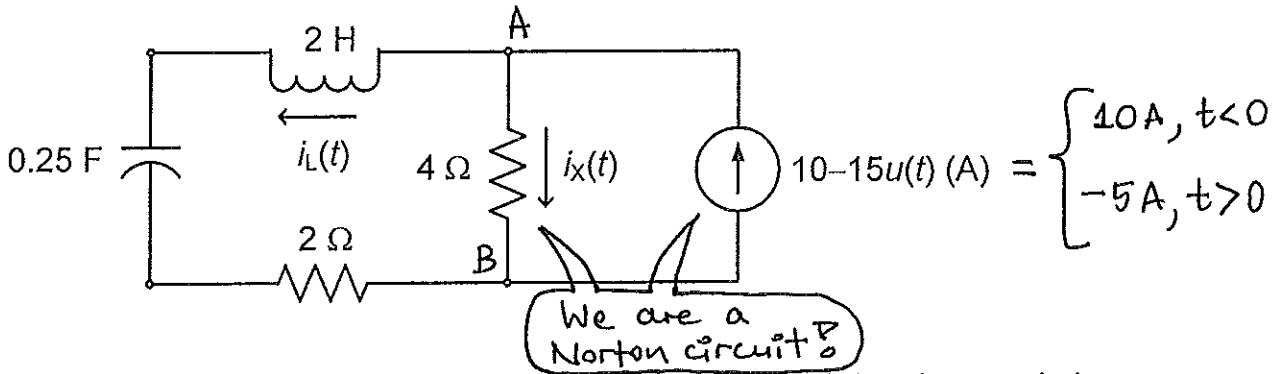 A
2 H
iL(t)
0.25 F
4 Ω
iX(t)
10–15u(t) (A) = { 10A, t<0
-5A, t>0
2 Ω
B
We are a
Norton circuit!